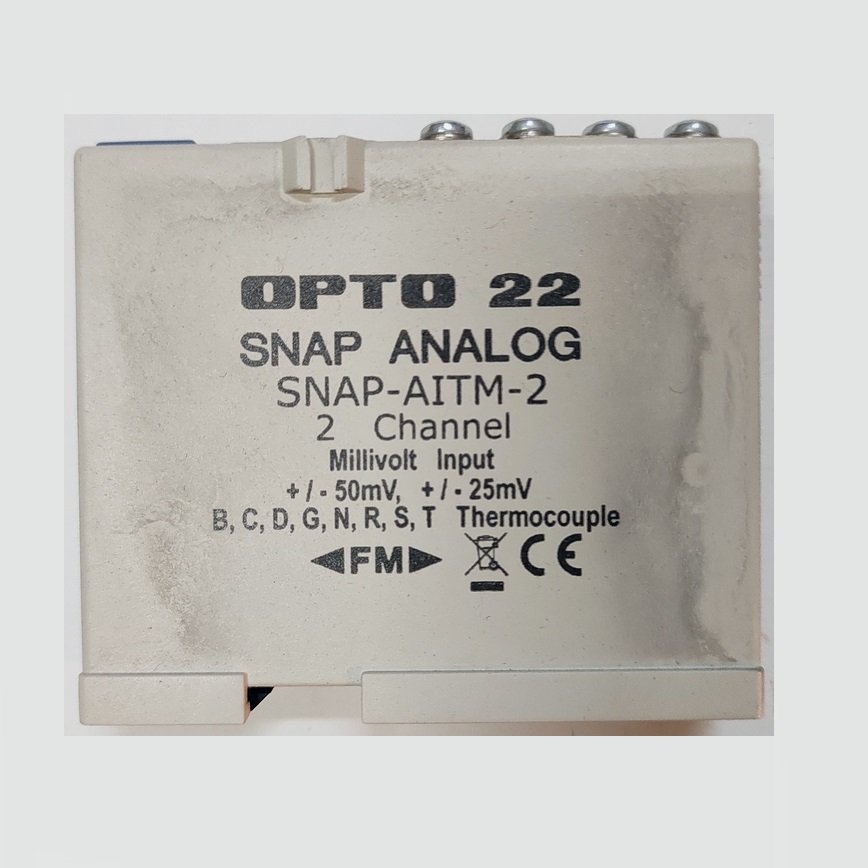 OPTO 22
SNAP ANALOG
SNAP-AITM-2
2 Channel
Millivolt Input
+/- 50mV, +/- 25mV
B, C, D, G, N, R, S, T Thermocouple
FM CE